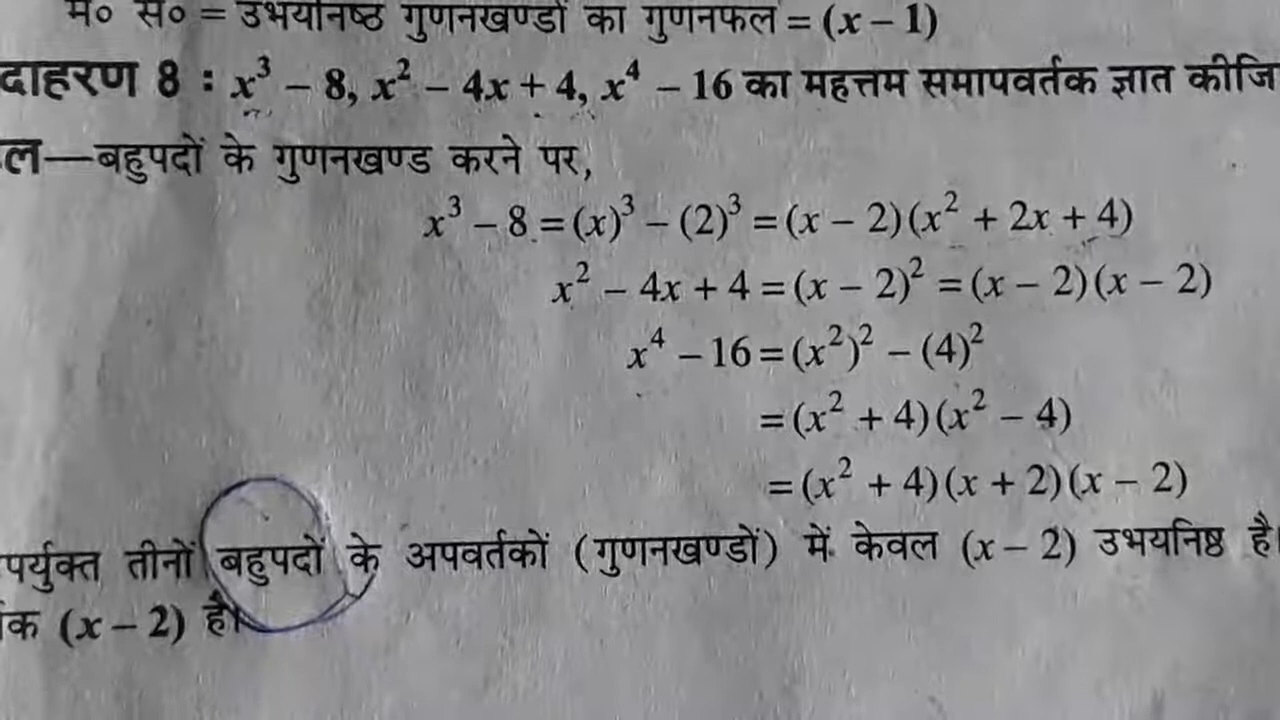 म० स० = उभयनिष्ठ गुणनखण्डों का गुणनफल = (x – 1)
दाहरण 8 : x³ – 8, x² – 4x + 4, x⁴ – 16 का महत्तम समापवर्तक ज्ञात कीजि
ल—बहुपदों के गुणनखण्ड करने पर,
x³ – 8 = (x)³ – (2)³ = (x – 2)(x² + 2x + 4)
x² – 4x + 4 = (x – 2)² = (x – 2)(x – 2)
x⁴ – 16 = (x²)² – (4)²
= (x² + 4)(x² – 4)
= (x² + 4)(x + 2)(x – 2)
पर्युक्त तीनों बहुपदों के अपवर्तकों (गुणनखण्डों) में केवल (x – 2) उभयनिष्ठ है।
र्तक (x – 2) है।